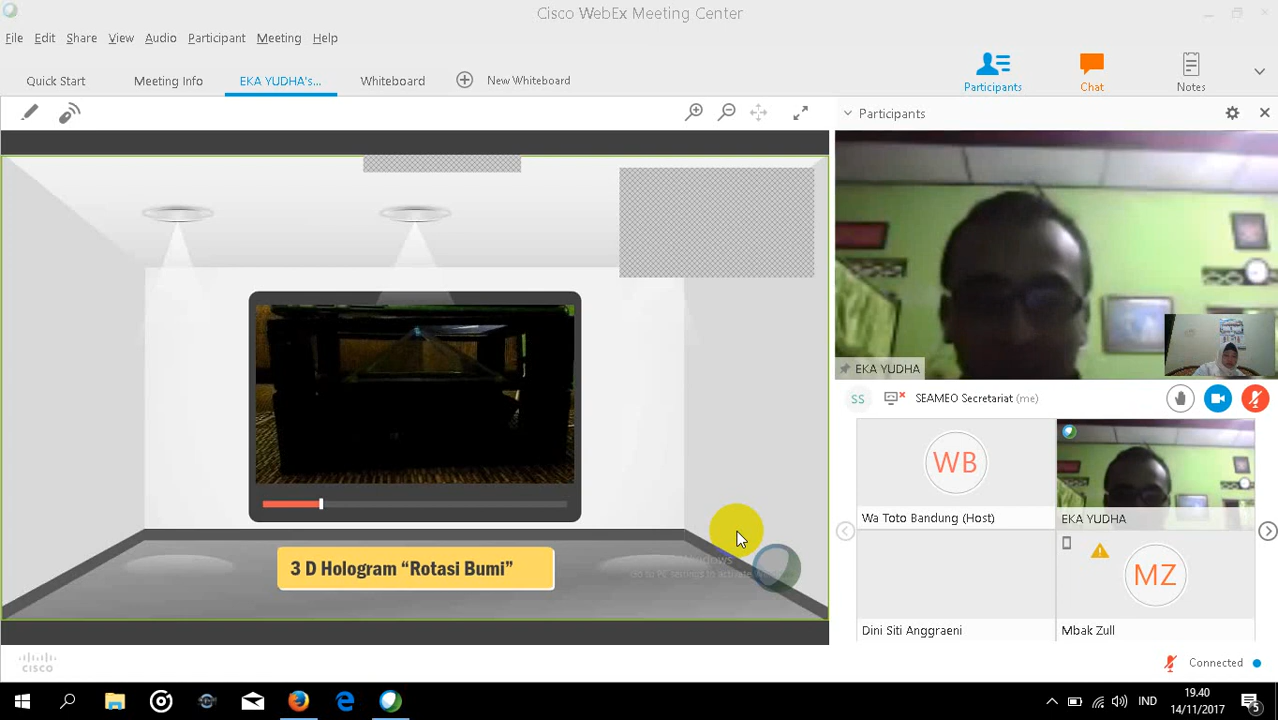 Cisco WebEx Meeting Center
File Edit Share View Audio Participant Meeting Help
Quick Start Meeting Info EKA YUDHA's... Whiteboard New Whiteboard
Participants Chat Notes
Participants
EKA YUDHA
SS SEAMEO Secretariat (me)
WB
Wa Toto Bandung (Host)
EKA YUDHA
MZ
Dini Siti Anggraeni
Mbak Zull
3 D Hologram “Rotasi Bumi”
cisco
Connected
IND
19.40
14/11/2017
5